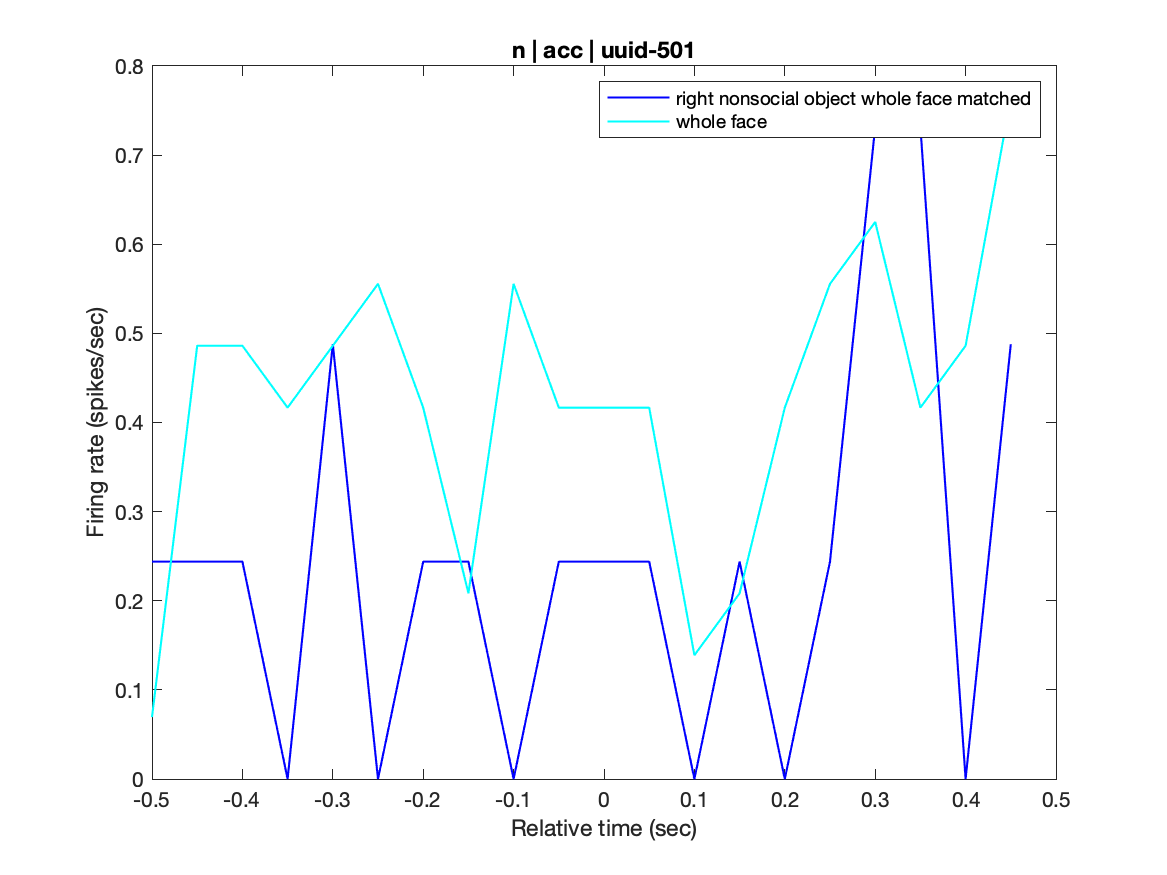 n | acc | uuid-501
right nonsocial object whole face matched
whole face
Firing rate (spikes/sec)
0.8
0.7
0.6
0.5
0.4
0.3
0.2
0.1
0
-0.5 -0.4 -0.3 -0.2 -0.1 0 0.1 0.2 0.3 0.4 0.5
Relative time (sec)